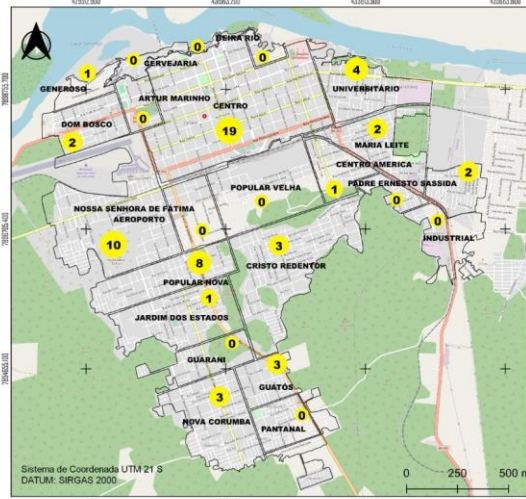 BEIRA RIO
0
0
0
CERVEJARIA
1
GENEROSO
4
UNIVERSITÁRIO
ARTUR MARINHO
CENTRO
DOM BOSCO
0
19
2
MARIA LEITE
2
CENTRO AMERICA
2
PADRE ERNESTO SASSIDA
POPULAR VELHA
1
0
0
NOSSA SENHORA DE FÁTIMA
AEROPORTO
0
0
INDUSTRIAL
10
3
CRISTO REDENTOR
8
POPULAR NOVA
1
JARDIM DOS ESTADOS
0
GUARANI
3
GUATÓS
3
0
NOVA CORUMBA
PANTANAL
Sistema de Coordenada UTM 21 S
DATUM: SIRGAS 2000
0 250 500 m